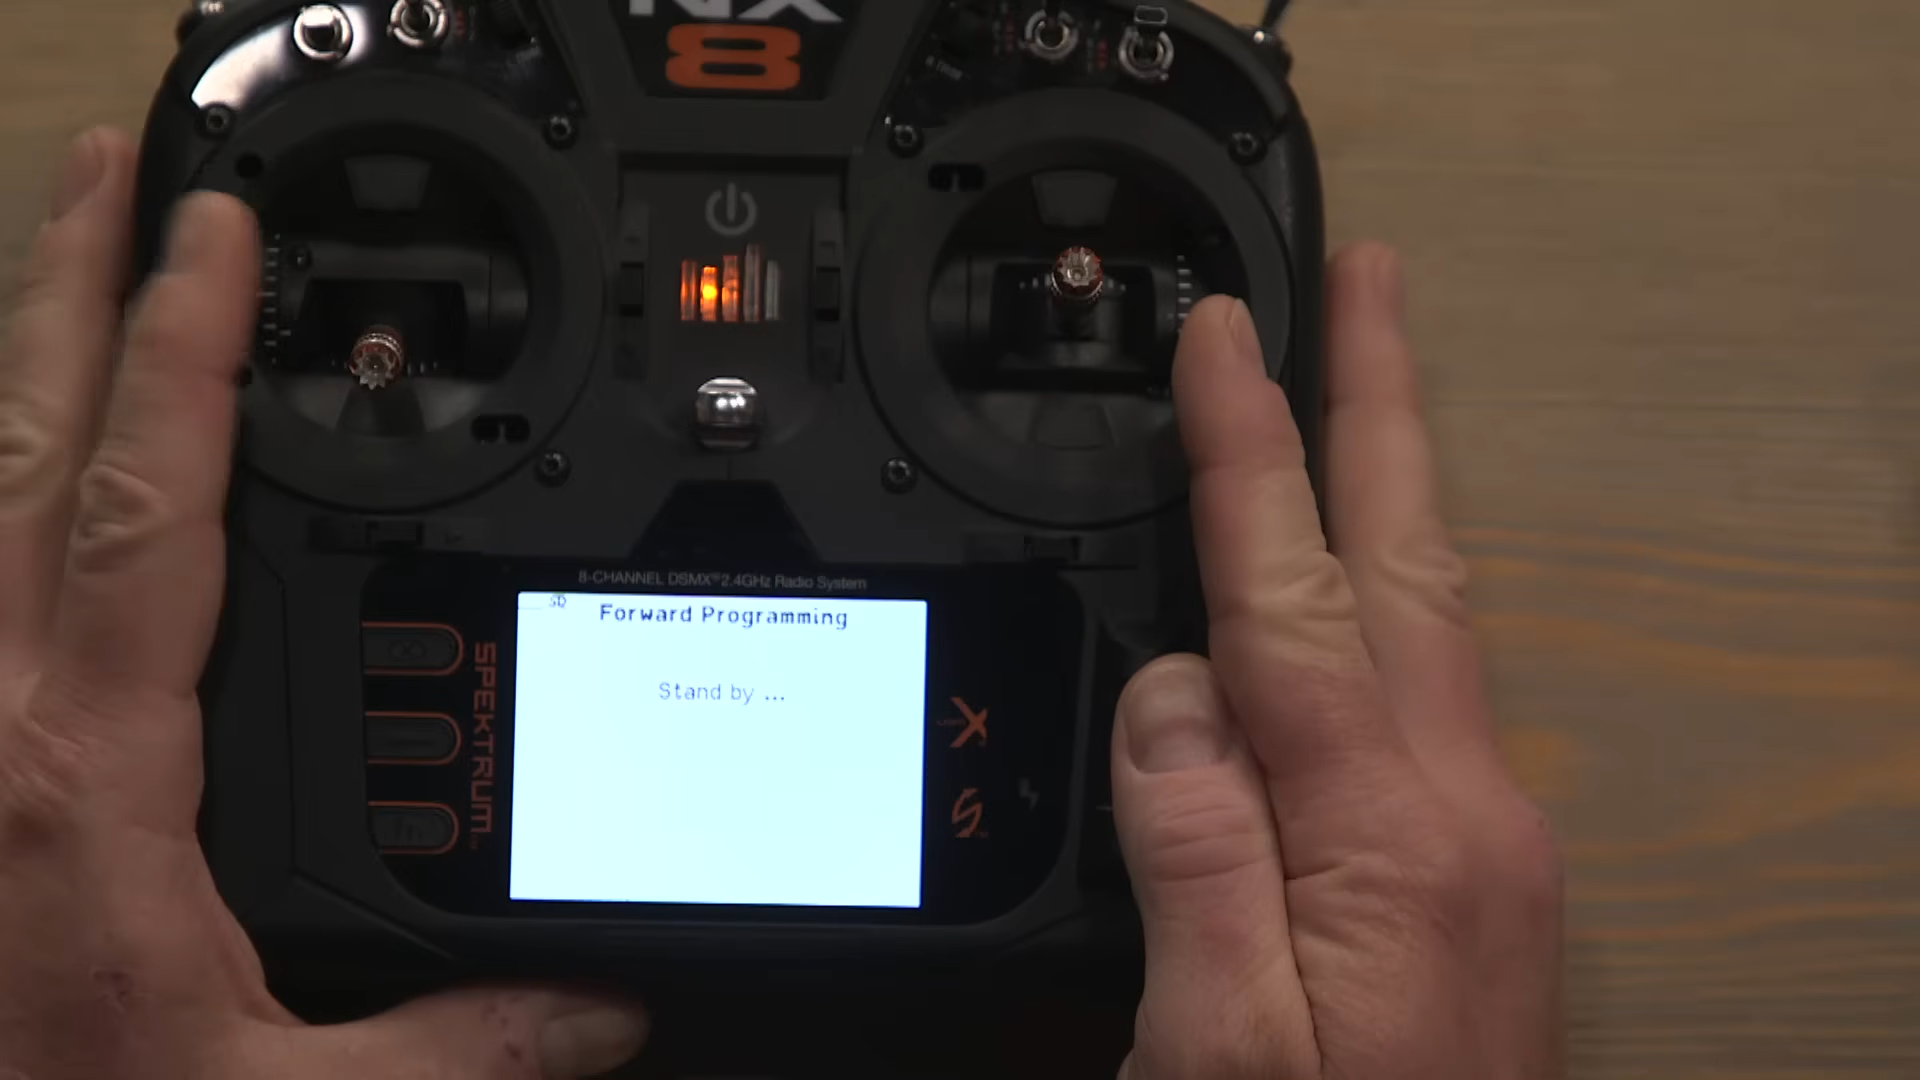 NX
8
8-CHANNEL DSMX® 2.4GHz Radio System
Forward Programming
Stand by ...
SPEKTRUM